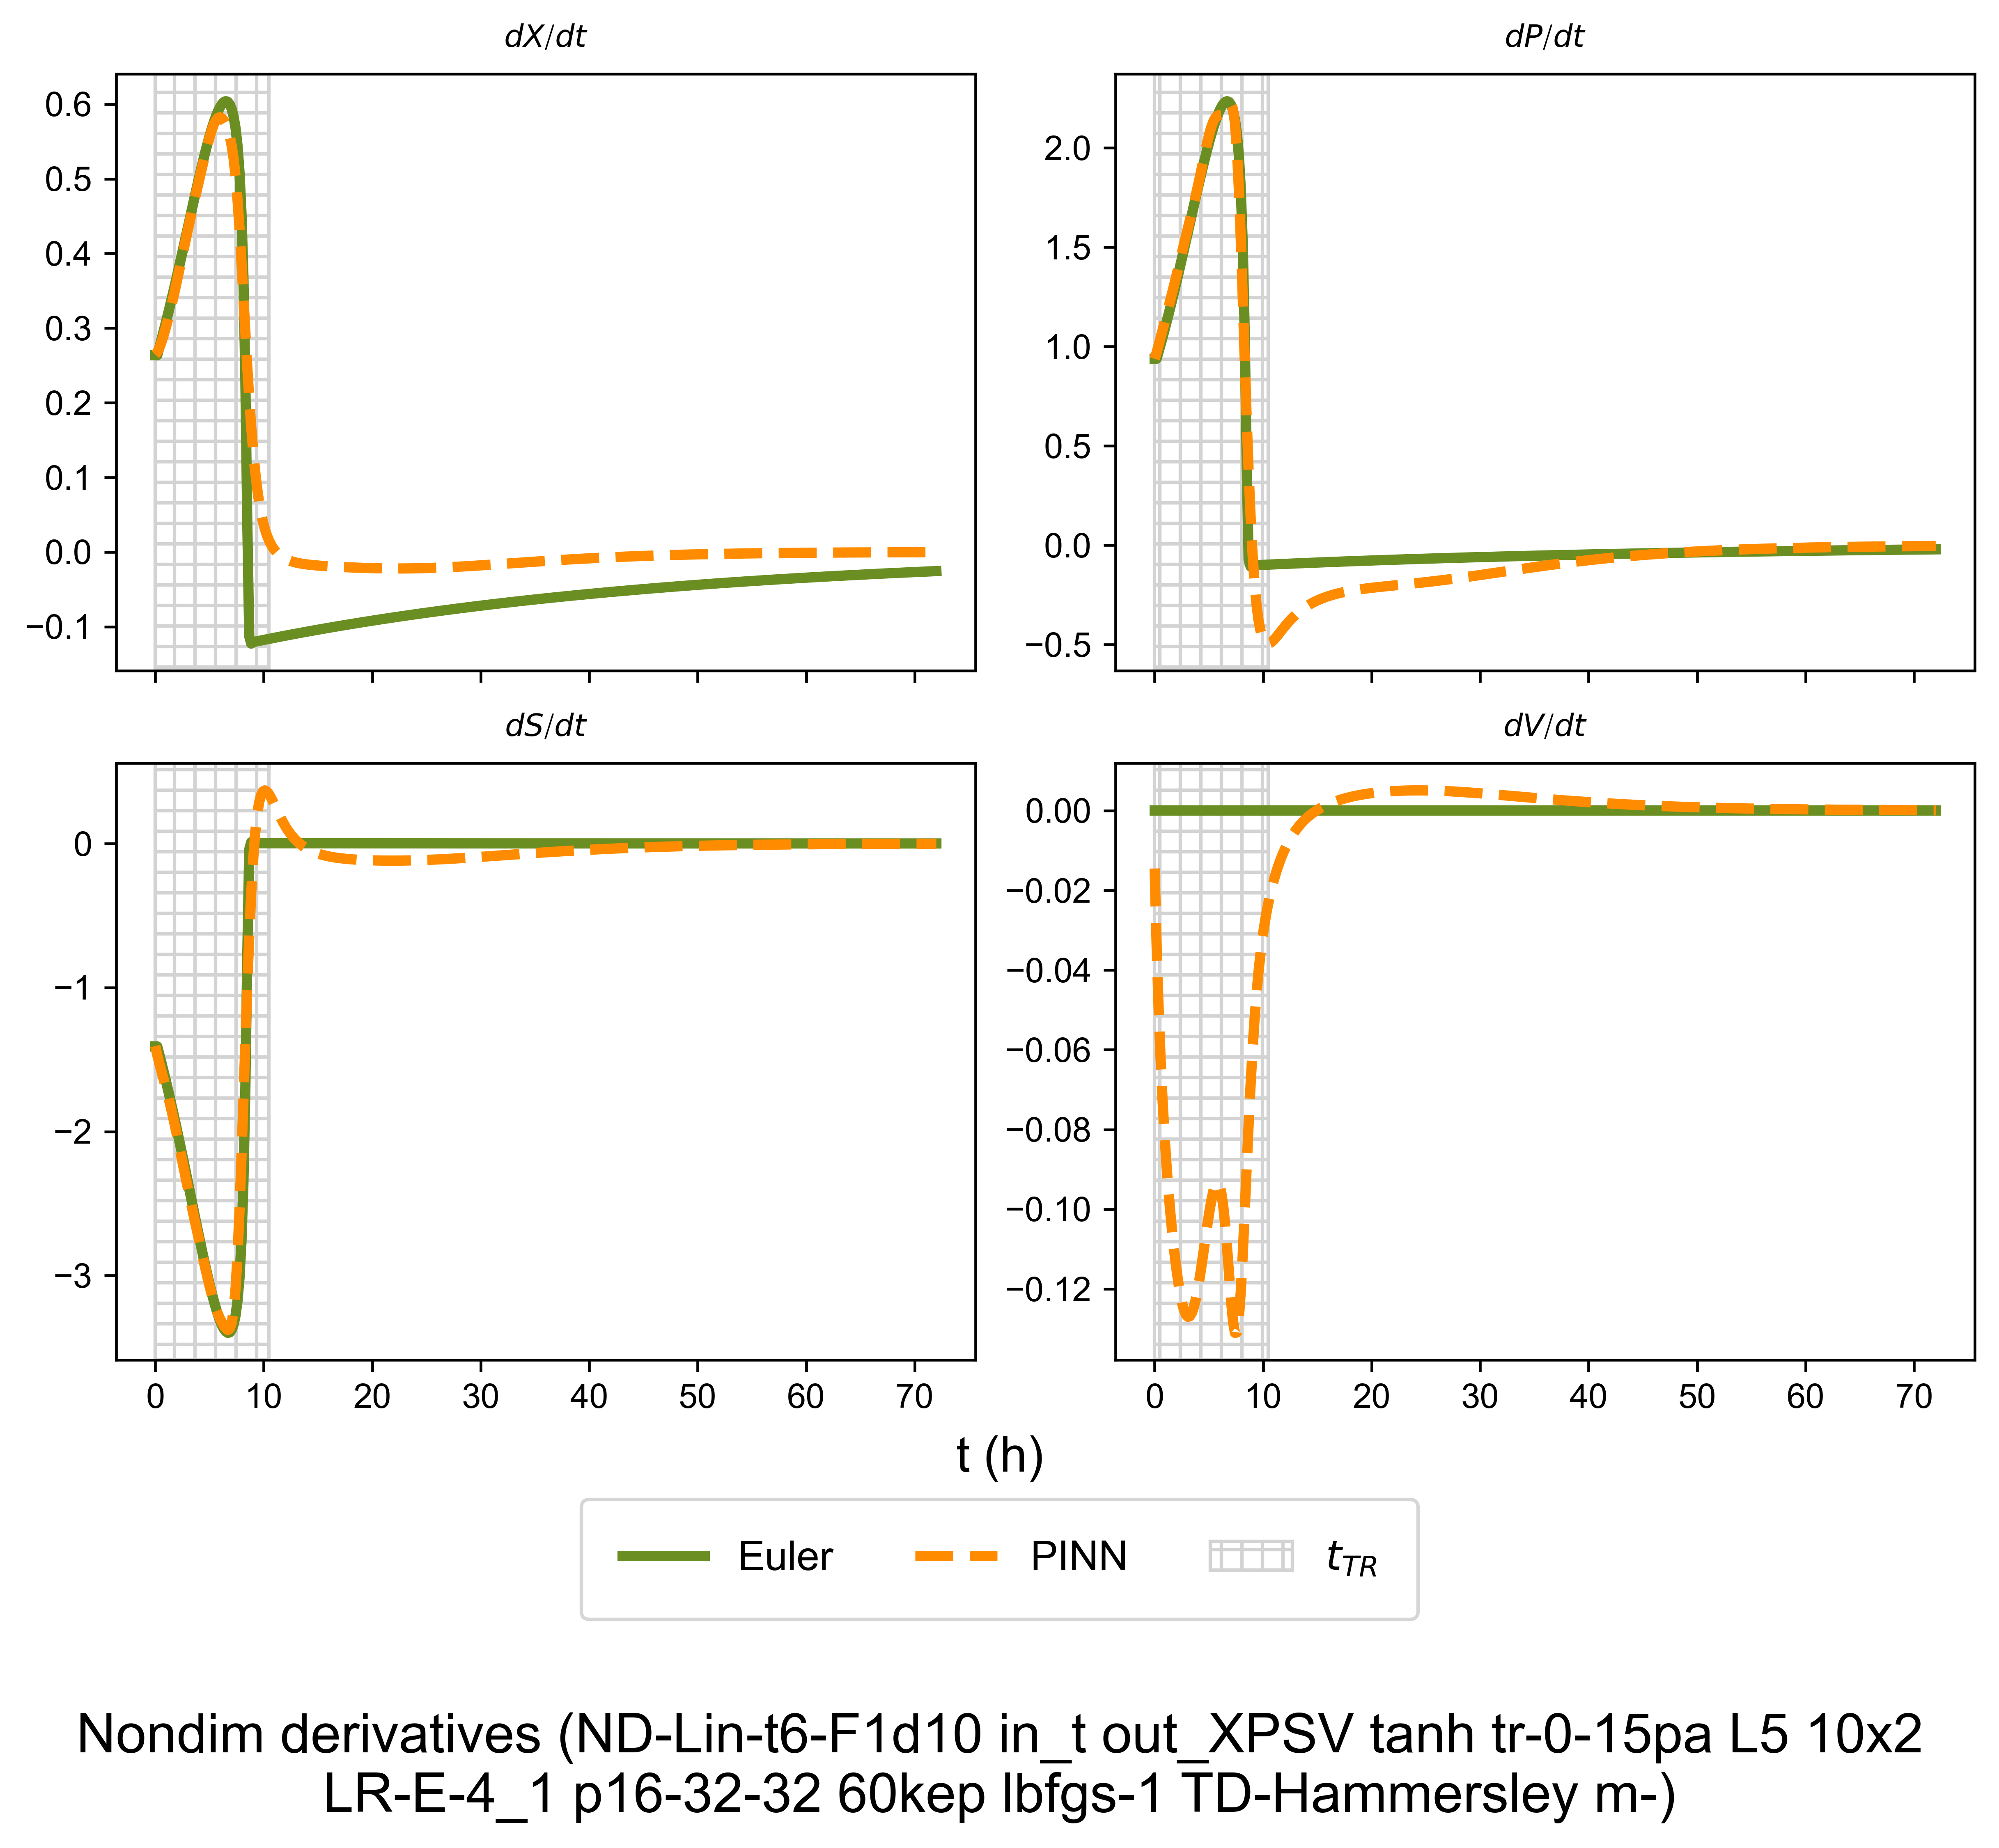 dX/dt
dP/dt
0.6
0.5
0.4
0.3
0.2
0.1
0.0
−0.1
2.0
1.5
1.0
0.5
0.0
−0.5
dS/dt
dV/dt
0
−1
−2
−3
0.00
−0.02
−0.04
−0.06
−0.08
−0.10
−0.12
0 10 20 30 40 50 60 70
0 10 20 30 40 50 60 70
t (h)
Euler PINN t_{TR}
Nondim derivatives (ND-Lin-t6-F1d10 in_t out_XPSV tanh tr-0-15pa L5 10x2
LR-E-4_1 p16-32-32 60kep lbfgs-1 TD-Hammersley m-)